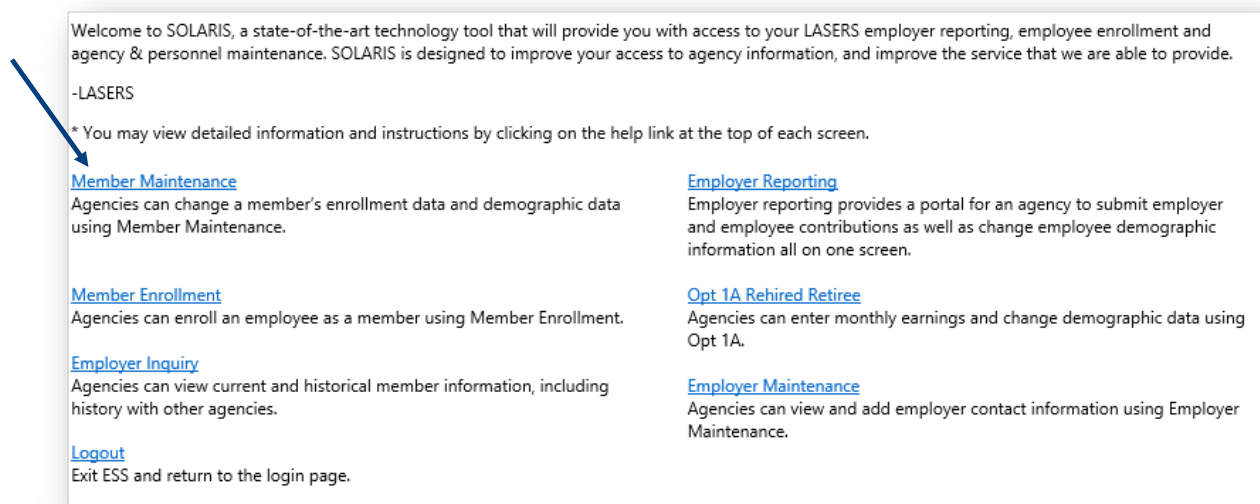 Welcome to SOLARIS, a state-of-the-art technology tool that will provide you with access to your LASERS employer reporting, employee enrollment and
agency & personnel maintenance. SOLARIS is designed to improve your access to agency information, and improve the service that we are able to provide.
-LASERS
* You may view detailed information and instructions by clicking on the help link at the top of each screen.
Member Maintenance
Agencies can change a member's enrollment data and demographic data
using Member Maintenance.
Member Enrollment
Agencies can enroll an employee as a member using Member Enrollment.
Employer Inquiry
Agencies can view current and historical member information, including
history with other agencies.
Logout
Exit ESS and return to the login page.
Employer Reporting
Employer reporting provides a portal for an agency to submit employer
and employee contributions as well as change employee demographic
information all on one screen.
Opt 1A Rehired Retiree
Agencies can enter monthly earnings and change demographic data using
Opt 1A.
Employer Maintenance
Agencies can view and add employer contact information using Employer
Maintenance.